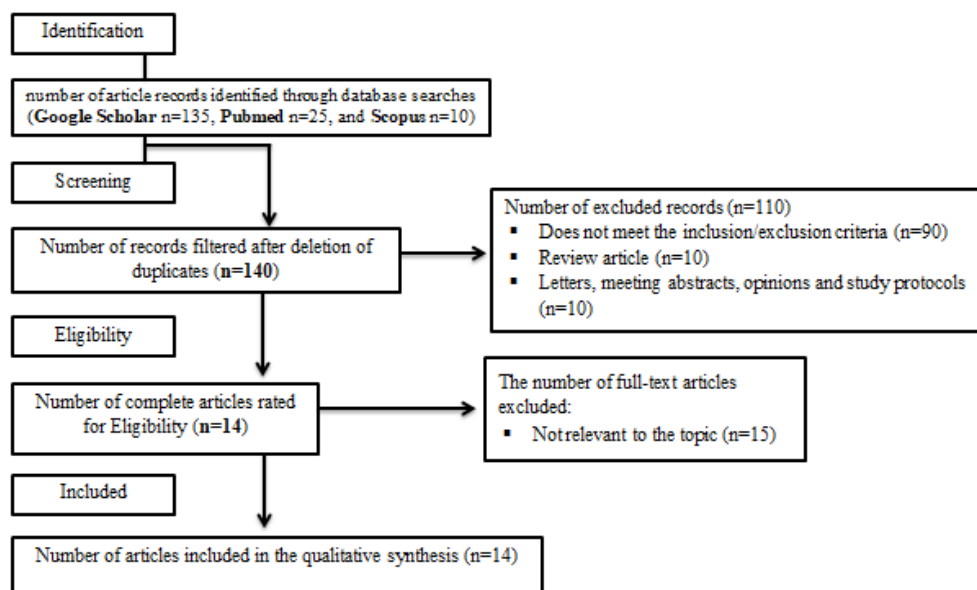 Identification
number of article records identified through database searches
(Google Scholar n=135, Pubmed n=25, and Scopus n=10)
Screening
Number of records filtered after deletion of
duplicates (n=140)
Number of excluded records (n=110)
▪ Does not meet the inclusion/exclusion criteria (n=90)
▪ Review article (n=10)
▪ Letters, meeting abstracts, opinions and study protocols
(n=10)
Eligibility
Number of complete articles rated
for Eligibility (n=14)
The number of full-text articles
excluded:
▪ Not relevant to the topic (n=15)
Included
Number of articles included in the qualitative synthesis (n=14)